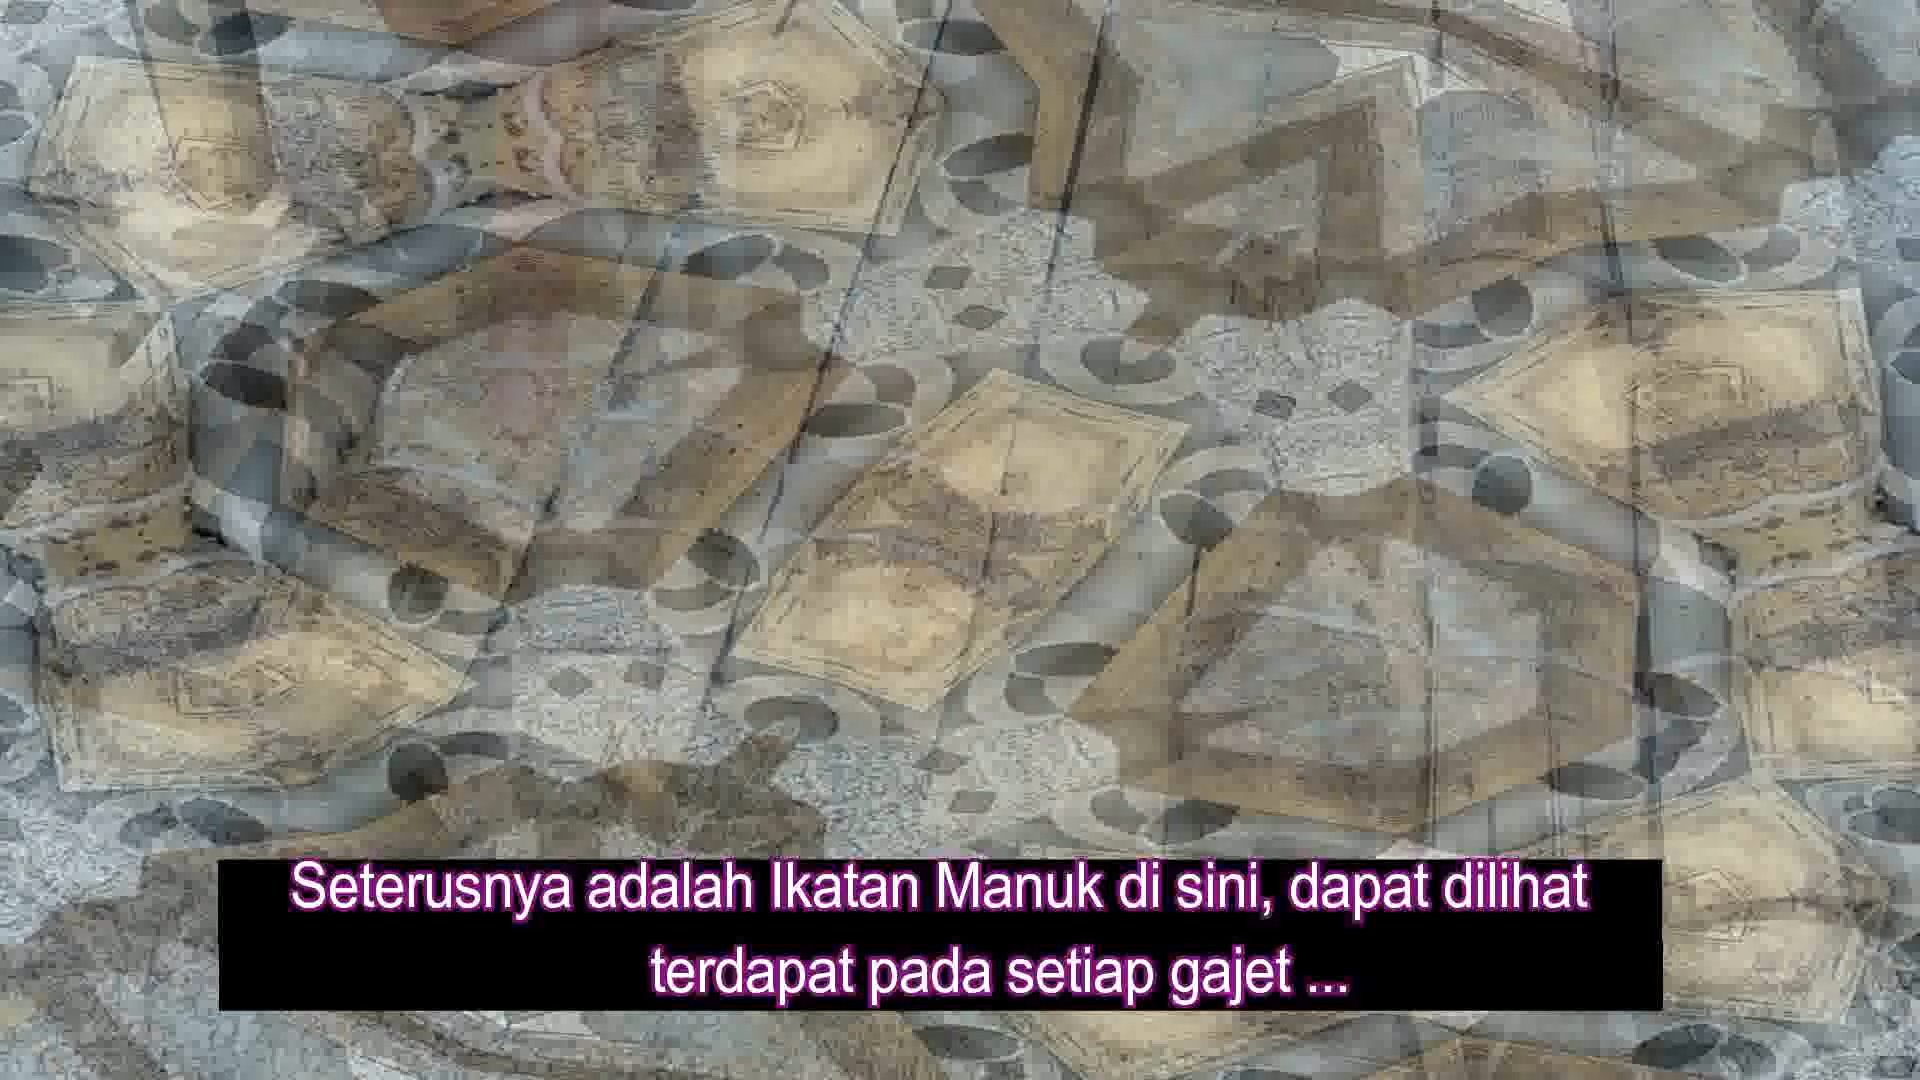 Seterusnya adalah Ikatan Manuk di sini, dapat dilihat
terdapat pada setiap gajet ...